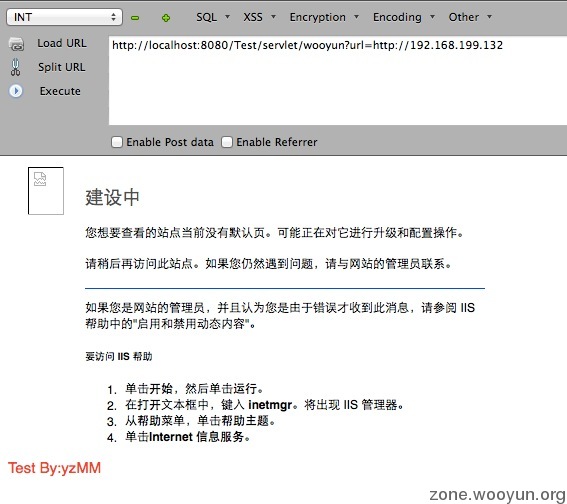 INT SQL XSS Encryption Encoding Other
Load URL
Split URL
Execute
http://localhost:8080/Test/servlet/wooyun?url=http://192.168.199.132
Enable Post data Enable Referrer
建设中
您想要查看的站点当前没有默认页。可能正在对它进行升级和配置操作。
请稍后再访问此站点。如果您仍然遇到问题，请与网站的管理员联系。
如果您是网站的管理员，并且认为您是由于错误才收到此消息，请参阅 IIS
帮助中的"启用和禁用动态内容"。
要访问 IIS 帮助
1. 单击开始，然后单击运行。
2. 在打开文本框中，键入 inetmgr。将出现 IIS 管理器。
3. 从帮助菜单，单击帮助主题。
4. 单击Internet 信息服务。
Test By:yzMM
zone.wooyun.org